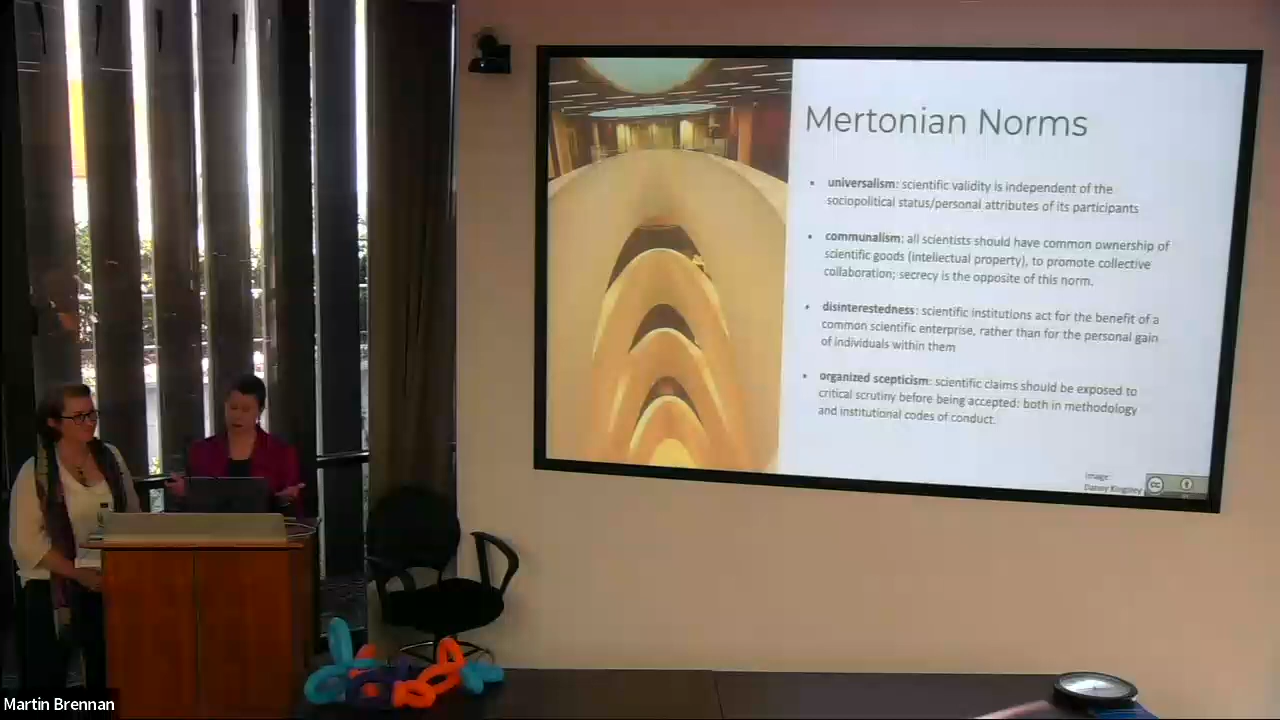 Mertonian Norms
• universalism: scientific validity is independent of the
sociopolitical status/personal attributes of its participants
• communalism: all scientists should have common ownership of
scientific goods (intellectual property), to promote collective
collaboration; secrecy is the opposite of this norm.
• disinterestedness: scientific institutions act for the benefit of a
common scientific enterprise, rather than for the personal gain
of individuals within them
• organized scepticism: scientific claims should be exposed to
critical scrutiny before being accepted: both in methodology
and institutional codes of conduct.
Image:
Danny Kingsley
cc
Martin Brennan